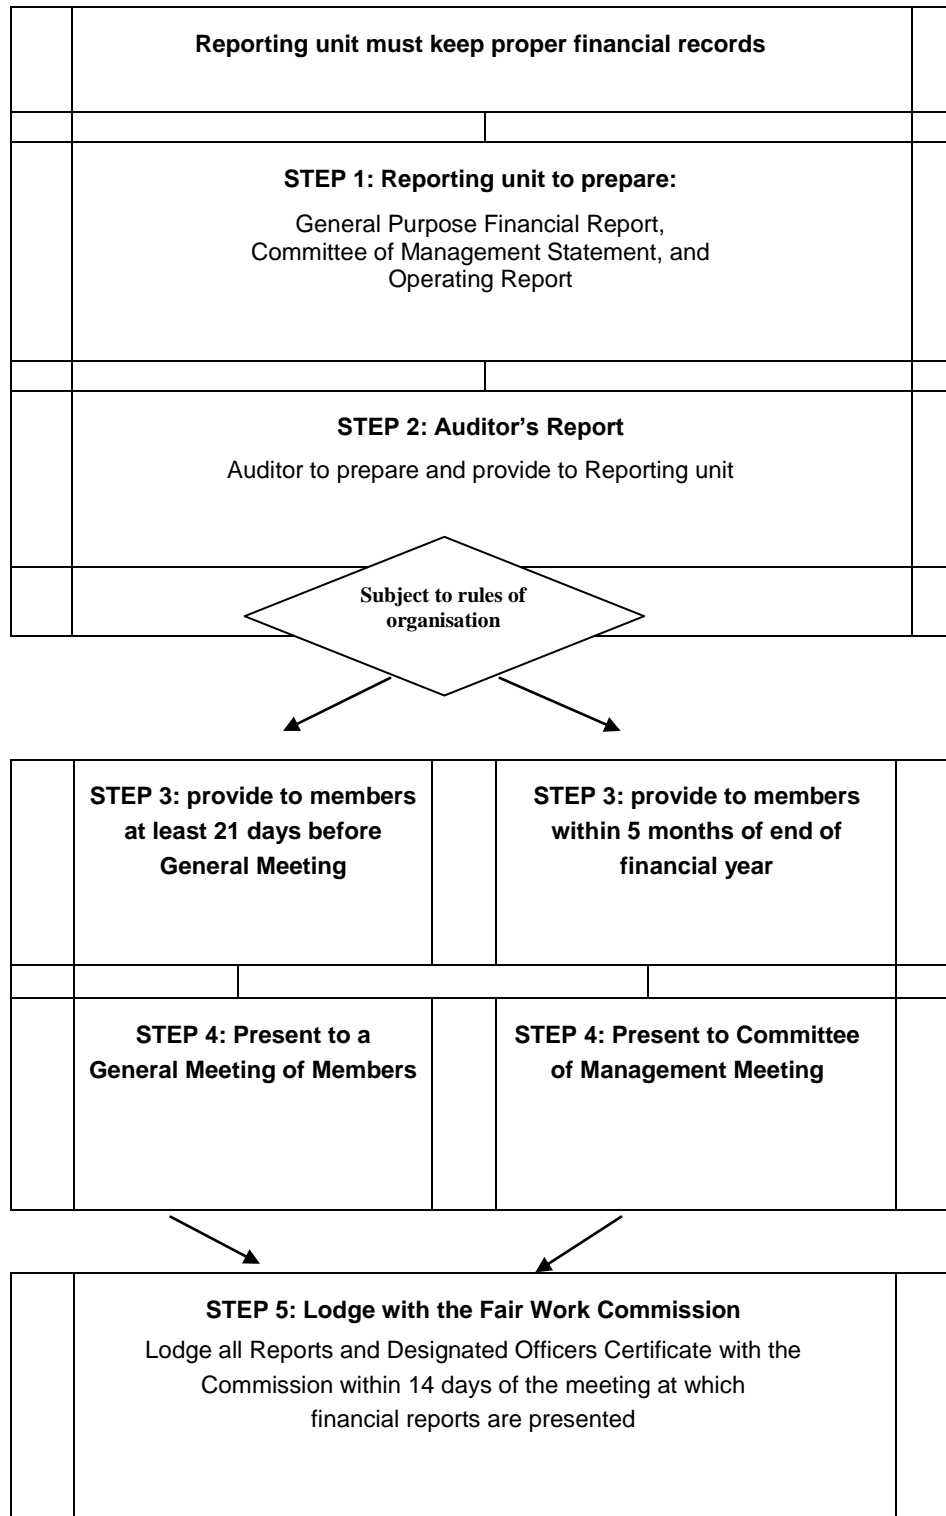 Reporting unit must keep proper financial records
STEP 1: Reporting unit to prepare:
General Purpose Financial Report,
Committee of Management Statement, and
Operating Report
STEP 2: Auditor’s Report
Auditor to prepare and provide to Reporting unit
Subject to rules of
organisation
STEP 3: provide to members
at least 21 days before
General Meeting
STEP 3: provide to members
within 5 months of end of
financial year
STEP 4: Present to a
General Meeting of Members
STEP 4: Present to Committee
of Management Meeting
STEP 5: Lodge with the Fair Work Commission
Lodge all Reports and Designated Officers Certificate with the
Commission within 14 days of the meeting at which
financial reports are presented